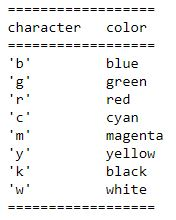 ===================
character   color
===================
'b'         blue
'g'         green
'r'         red
'c'         cyan
'm'         magenta
'y'         yellow
'k'         black
'w'         white
===================